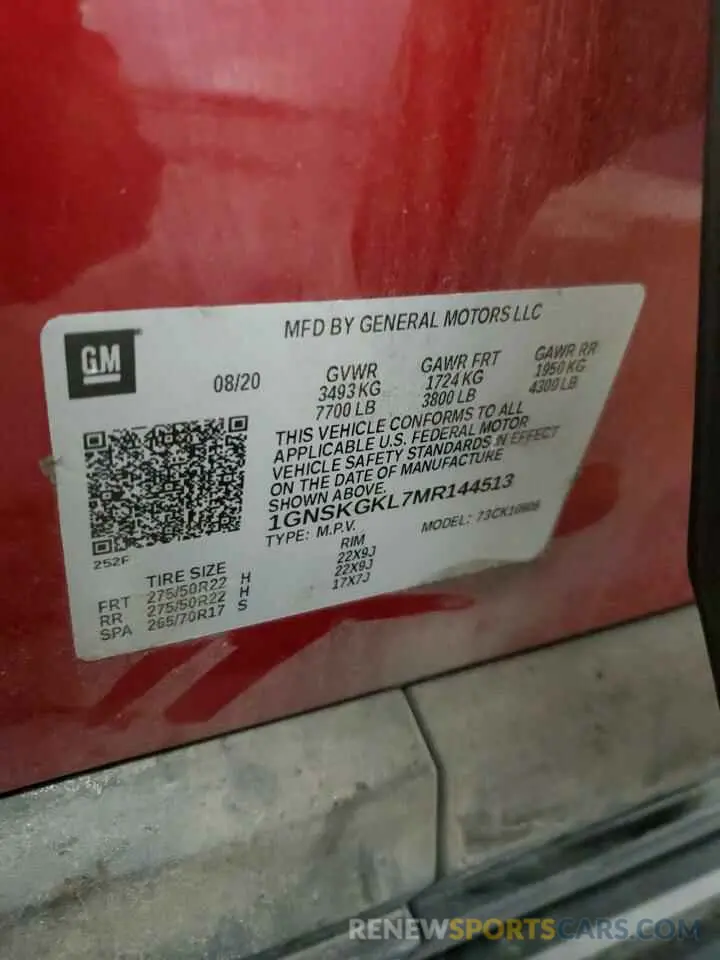 MFD BY GENERAL MOTORS LLC
GM
08/20
GVWR
3493 KG
7700 LB
GAWR FRT
1724 KG
3800 LB
GAWR RR
1950 KG
4300 LB
THIS VEHICLE CONFORMS TO ALL
APPLICABLE U.S. FEDERAL MOTOR
VEHICLE SAFETY STANDARDS IN EFFECT
ON THE DATE OF MANUFACTURE
SHOWN ABOVE.
1GNSKGKL7MR144513
TYPE: M.P.V. MODEL:
252F
TIRE SIZE RIM
FRT 275/50R22 H 22X9J
RR 275/50R22 H 22X9J
SPA 265/70R17 S 17X7J
RENEWSPORTSCARS.COM